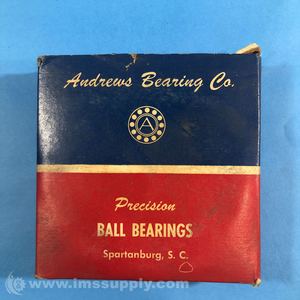 Andrews Bearing Co.
A
Precision
BALL BEARINGS
Spartanburg, S. C.
© www.imssupply.com